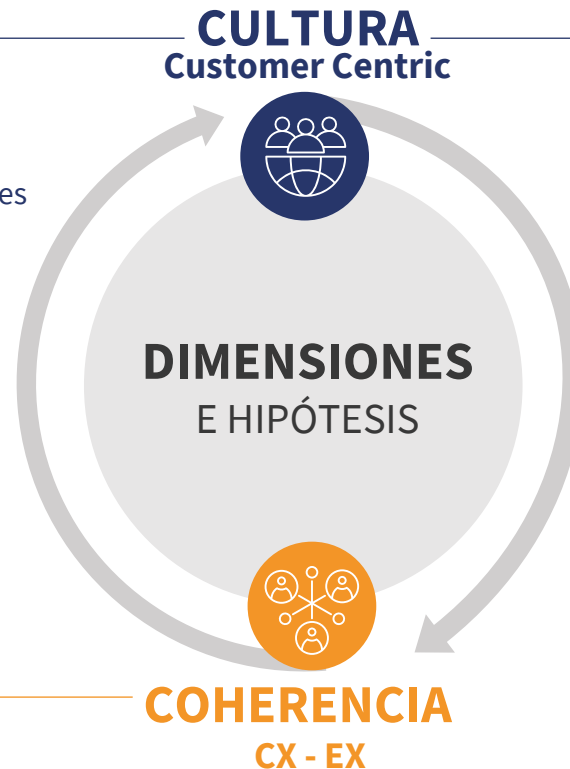 CULTURA
Customer Centric
es
DIMENSIONES
E HIPÓTESIS
COHERENCIA
CX - EX